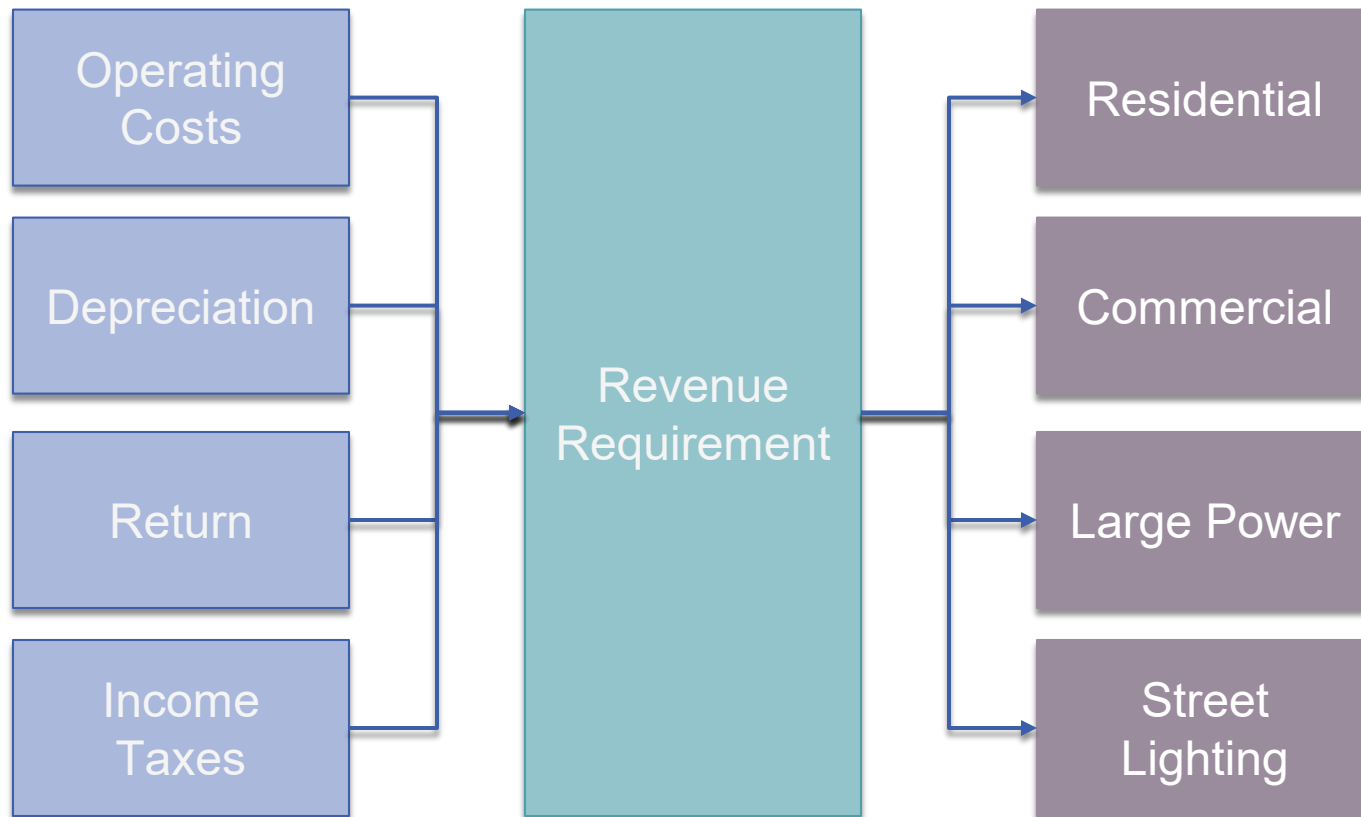 Operating
Costs
Depreciation
Return
Income
Taxes
Revenue
Requirement
Residential
Commercial
Large Power
Street
Lighting